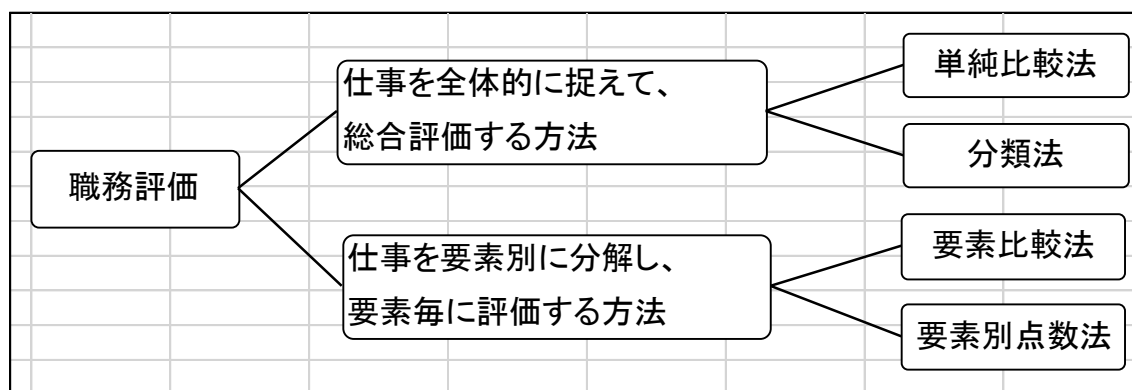 職務評価
仕事を全体的に捉えて、
総合評価する方法
単純比較法
分類法
仕事を要素別に分解し、
要素毎に評価する方法
要素比較法
要素別点数法